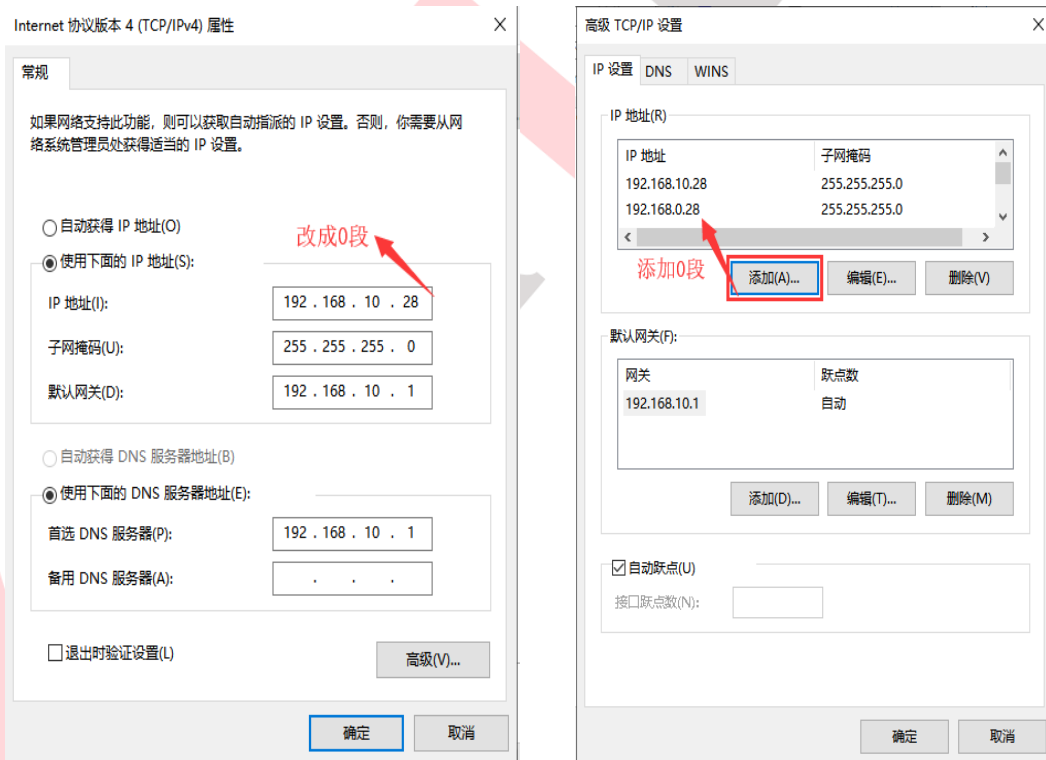 Internet 协议版本 4 (TCP/IPv4) 属性
常规
如果网络支持此功能，则可以获取自动指派的 IP 设置。否则，你需要从网
络系统管理员处获得适当的 IP 设置。
自动获得 IP 地址(O)
改成0段
使用下面的 IP 地址(S):
IP 地址(I): 192 . 168 . 10 . 28
子网掩码(U): 255 . 255 . 255 . 0
默认网关(D): 192 . 168 . 10 . 1
自动获得 DNS 服务器地址(B)
使用下面的 DNS 服务器地址(E):
首选 DNS 服务器(P): 192 . 168 . 10 . 1
备用 DNS 服务器(A): . . .
退出时验证设置(L)
高级(V)...
确定 取消
高级 TCP/IP 设置
IP 设置 DNS WINS
IP 地址(R)
IP 地址 子网掩码
192.168.10.28 255.255.255.0
192.168.0.28 255.255.255.0
添加0段
添加(A)... 编辑(E)... 删除(V)
默认网关(F):
网关 跃点数
192.168.10.1 自动
添加(D)... 编辑(T)... 删除(M)
自动跃点(U)
接口跃点数(N):
确定 取消